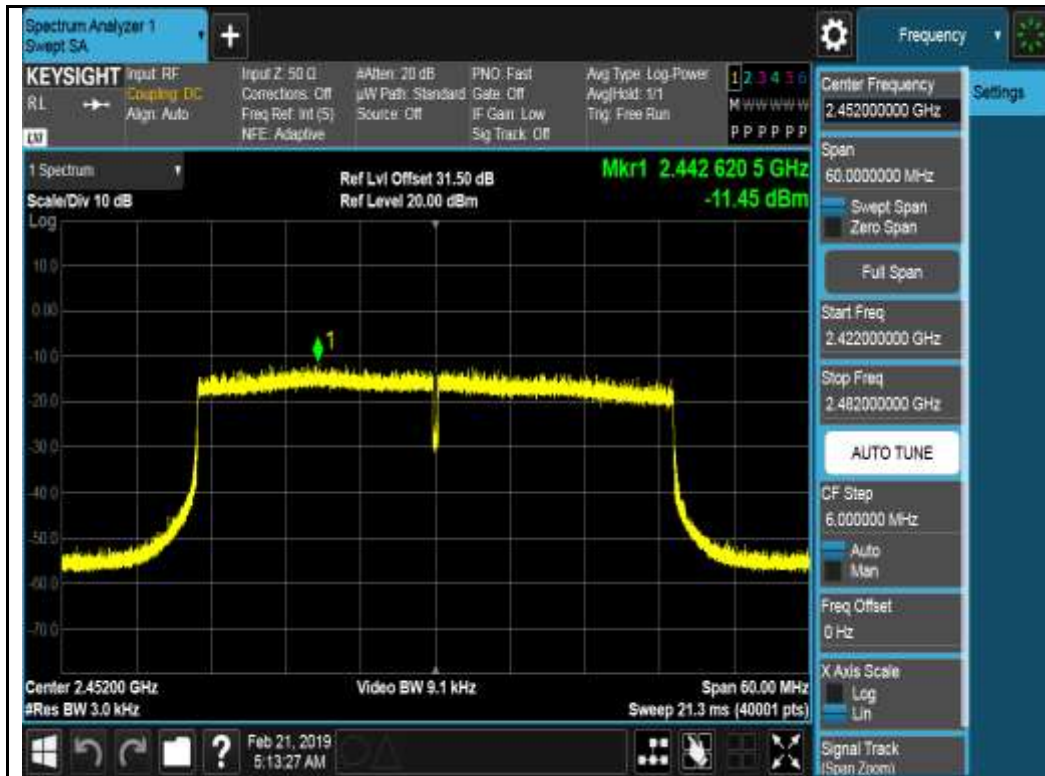 Spectrum Analyzer 1
Swept SA
+
Frequency
KEYSIGHT
RL
LXI
Input: RF
Coupling: DC
Align: Auto
Input Z: 50 Ω
Corrections: Off
Freq Ref: Int (S)
NFE: Adaptive
#Atten: 20 dB
µW Path: Standard
Source: Off
PNO: Fast
Gate: Off
IF Gain: Low
Sig Track: Off
Avg Type: Log-Power
Avg|Hold: 1/1
Trig: Free Run
1 2 3 4 5 6
M W W W W W
P P P P P P
1 Spectrum
Scale/Div 10 dB
Log
Ref Lvl Offset 31.50 dB
Ref Level 20.00 dBm
Mkr1 2.442 620 5 GHz
-11.45 dBm
10.0
0.00
-10.0
-20.0
-30.0
-40.0
-50.0
-60.0
-70.0
1
Center 2.45200 GHz
#Res BW 3.0 kHz
Video BW 9.1 kHz
Span 60.00 MHz
Sweep 21.3 ms (40001 pts)
?
Feb 21, 2019
5:13:27 AM
Center Frequency
2.452000000 GHz
Settings
Span
60.0000000 MHz
Swept Span
Zero Span
Full Span
Start Freq
2.422000000 GHz
Stop Freq
2.482000000 GHz
AUTO TUNE
CF Step
6.000000 MHz
Auto
Man
Freq Offset
0 Hz
X Axis Scale
Log
Lin
Signal Track
(Span Zoom)